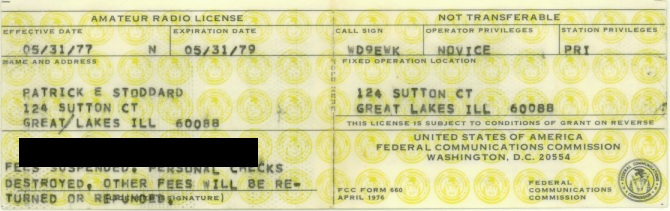 AMATEUR RADIO LICENSE
EFFECTIVE DATE EXPIRATION DATE
05/31/77 N 05/31/79
NAME AND ADDRESS
PATRICK E STODDARD
124 SUTTON CT
GREAT LAKES ILL 60088
FEES SUSPENDED. PERSONAL CHECKS
DESTROYED. OTHER FEES WILL BE RE-
TURNED OR REFUNDED. SIGNATURE)
NOT TRANSFERABLE
CALL SIGN OPERATOR PRIVILEGES STATION PRIVILEGES
WD9EWK NOVICE PRI
FIXED OPERATION LOCATION
124 SUTTON CT
GREAT LAKES ILL 60088
THIS LICENSE IS SUBJECT TO CONDITIONS OF GRANT ON REVERSE
UNITED STATES OF AMERICA
FEDERAL COMMUNICATIONS COMMISSION
WASHINGTON, D.C. 20554
FCC FORM 660
APRIL 1976
FEDERAL
COMMUNICATIONS
COMMISSION